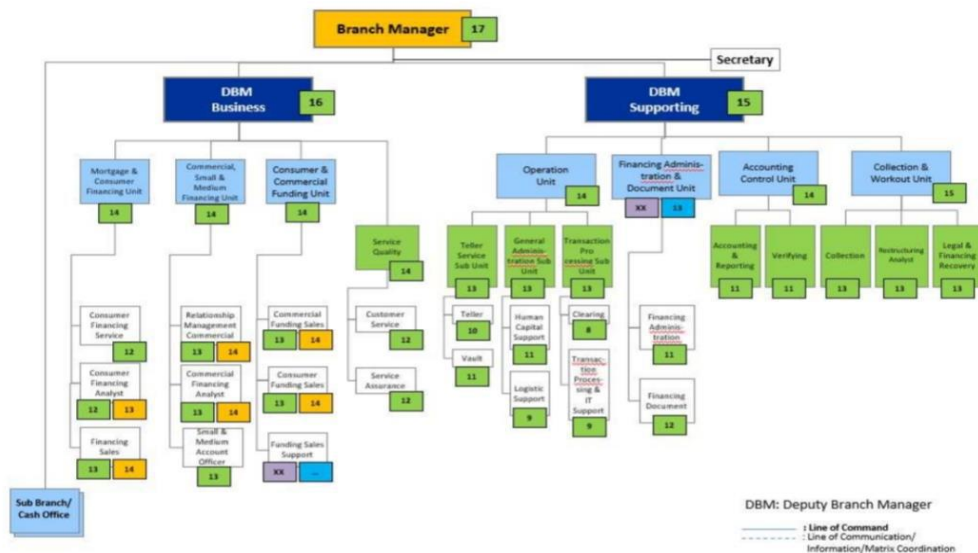 Branch Manager
17
Secretary
DBM
Business
16
DBM
Supporting
15
Mortgage &
Consumer
Financing Unit
14
Commercial,
Small &
Medium
Financing Unit
14
Consumer &
Commercial
Funding Unit
14
Operation
Unit
14
Financing Adminis-
tration &
Document Unit
XX
13
Accounting
Control Unit
14
Collection &
Workout Unit
15
Service
Quality
14
Teller
Service Sub Unit
13
General
Adminis-
tration Sub
Unit
13
Transaction
Pro
cessing Sub
Unit
13
Accounting
&
Reporting
11
Verifying
11
Collection
13
Restructuring
Analyst
13
Legal &
Financing
Recovery
13
Consumer
Financing
Service
12
Consumer
Financing
Analyst
12
13
Financing
Sales
13
14
Relationship
Management
Commercial
13
14
Commercial
Financing
Analyst
13
14
Small &
Medium
Account
Officer
13
Commercial
Funding Sales
13
14
Consumer
Funding Sales
13
14
Funding Sales
Support
XX
Customer
Service
12
Service
Assurance
12
Teller
10
Vault
11
Human
Capital
Support
11
Logistic
Support
9
Clearing
8
Transac-
tion
Proces-
sing &
IT
Support
9
Financing
Adminis-
tration
11
Financing
Document
12
Sub Branch/
Cash Office
DBM: Deputy Branch Manager
: Line of Command
: Line of Communication/
Information/Matrix Coordination